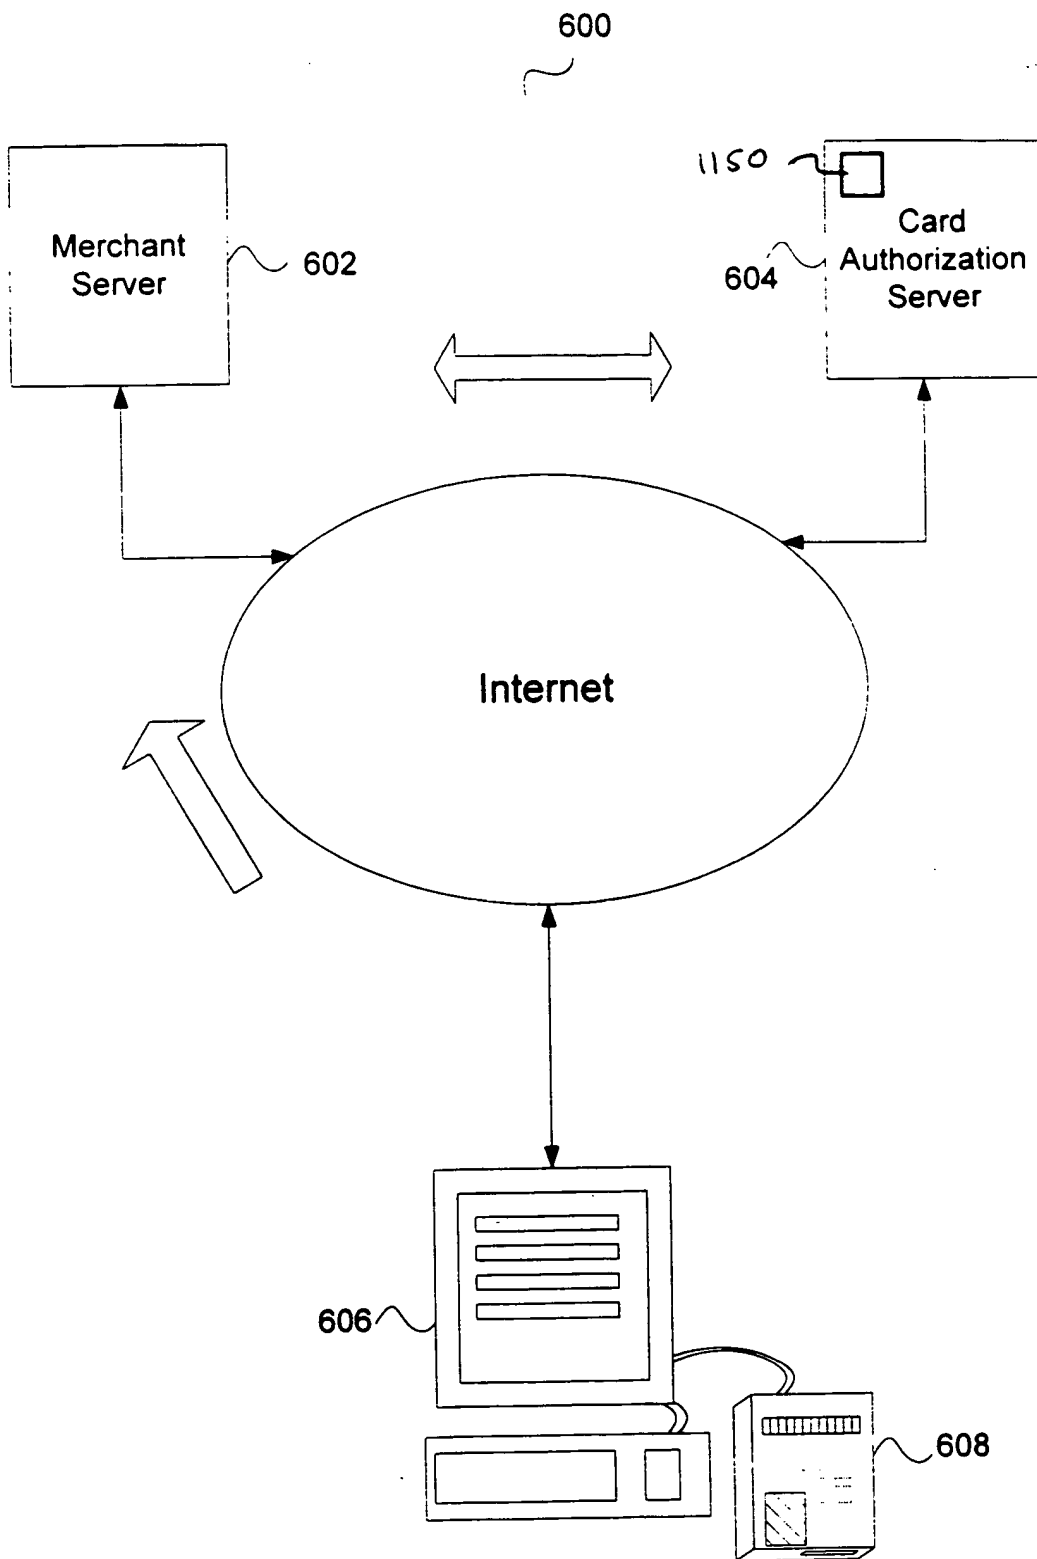 600
1150
Merchant
Server
602
Card
Authorization
Server
604
Internet
606
608